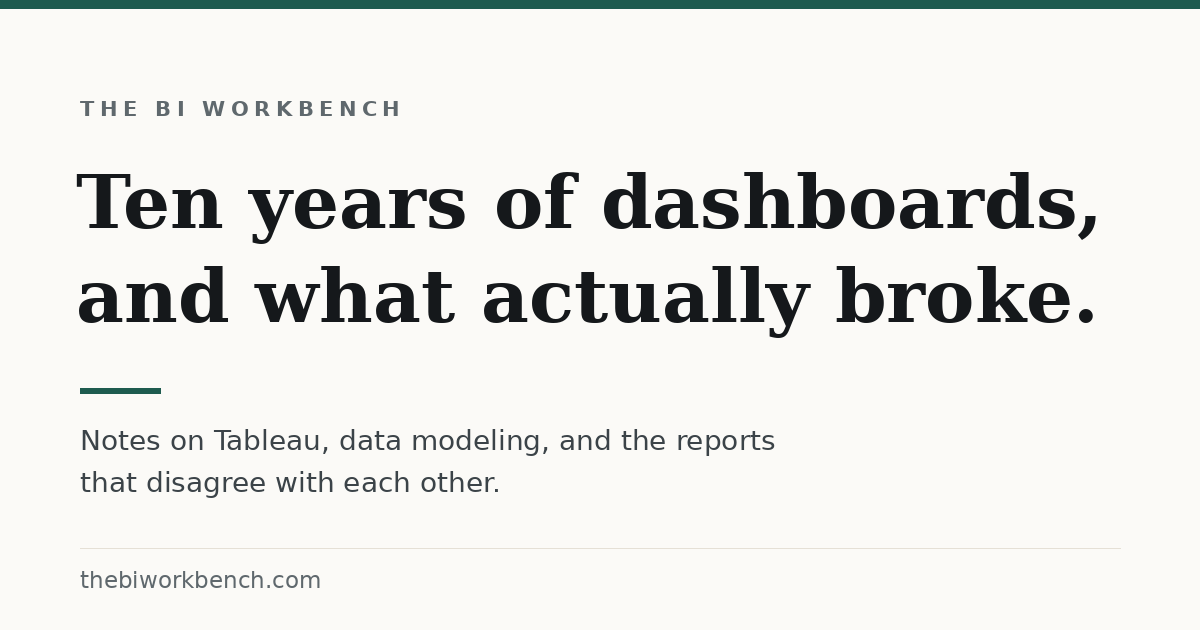 THE BI WORKBENCH
Ten years of dashboards,
and what actually broke.
Notes on Tableau, data modeling, and the reports
that disagree with each other.
thebiworkbench.com